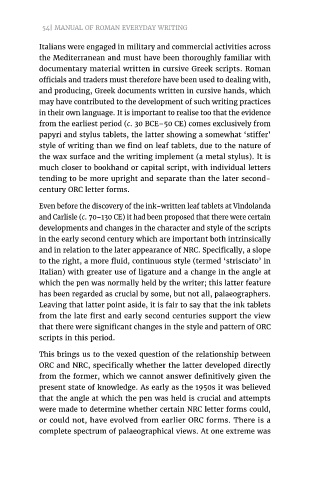 54| MANUAL OF ROMAN EVERYDAY WRITING
Italians were engaged in military and commercial activities across
the Mediterranean and must have been thoroughly familiar with
documentary material written in cursive Greek scripts. Roman
officials and traders must therefore have been used to dealing with,
and producing, Greek documents written in cursive hands, which
may have contributed to the development of such writing practices
in their own language. It is important to realise too that the evidence
from the earliest period (c. 30 BCE–50 CE) comes exclusively from
papyri and stylus tablets, the latter showing a somewhat ‘stiffer’
style of writing than we find on leaf tablets, due to the nature of
the wax surface and the writing implement (a metal stylus). It is
much closer to bookhand or capital script, with individual letters
tending to be more upright and separate than the later second-
century ORC letter forms.
Even before the discovery of the ink-written leaf tablets at Vindolanda
and Carlisle (c. 70–130 CE) it had been proposed that there were certain
developments and changes in the character and style of the scripts
in the early second century which are important both intrinsically
and in relation to the later appearance of NRC. Specifically, a slope
to the right, a more fluid, continuous style (termed ‘strisciato’ in
Italian) with greater use of ligature and a change in the angle at
which the pen was normally held by the writer; this latter feature
has been regarded as crucial by some, but not all, palaeographers.
Leaving that latter point aside, it is fair to say that the ink tablets
from the late first and early second centuries support the view
that there were significant changes in the style and pattern of ORC
scripts in this period.
This brings us to the vexed question of the relationship between
ORC and NRC, specifically whether the latter developed directly
from the former, which we cannot answer definitively given the
present state of knowledge. As early as the 1950s it was believed
that the angle at which the pen was held is crucial and attempts
were made to determine whether certain NRC letter forms could,
or could not, have evolved from earlier ORC forms. There is a
complete spectrum of palaeographical views. At one extreme was